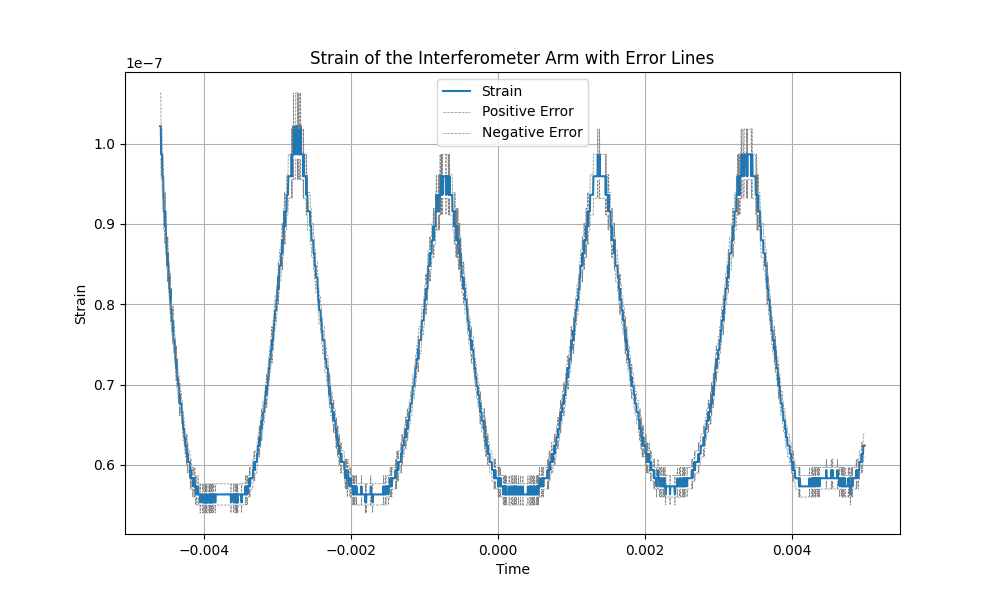 Strain of the Interferometer Arm with Error Lines
1e−7
Strain
Positive Error
Negative Error
1.0
0.9
0.8
0.7
0.6
Strain
−0.004
−0.002
0.000
0.002
0.004
Time